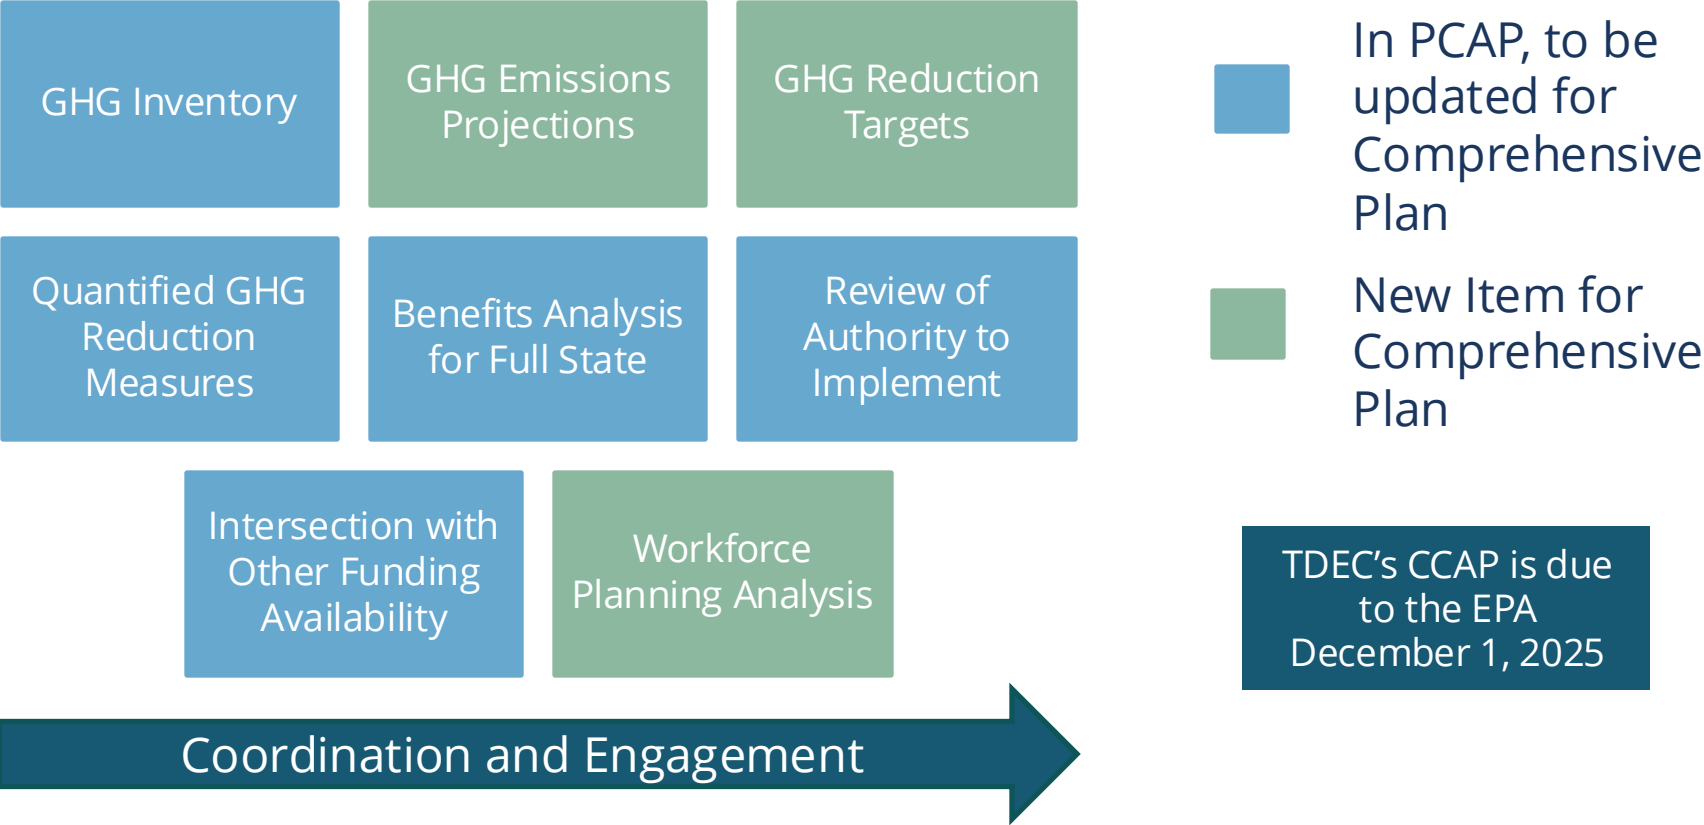 GHG Inventory
GHG Emissions
Projections
GHG Reduction
Targets
Quantified GHG
Reduction
Measures
Benefits Analysis
for Full State
Review of
Authority to
Implement
Intersection with
Other Funding
Availability
Workforce
Planning Analysis
Coordination and Engagement
In PCAP, to be
updated for
Comprehensive
Plan
New Item for
Comprehensive
Plan
TDEC’s CCAP is due
to the EPA
December 1, 2025